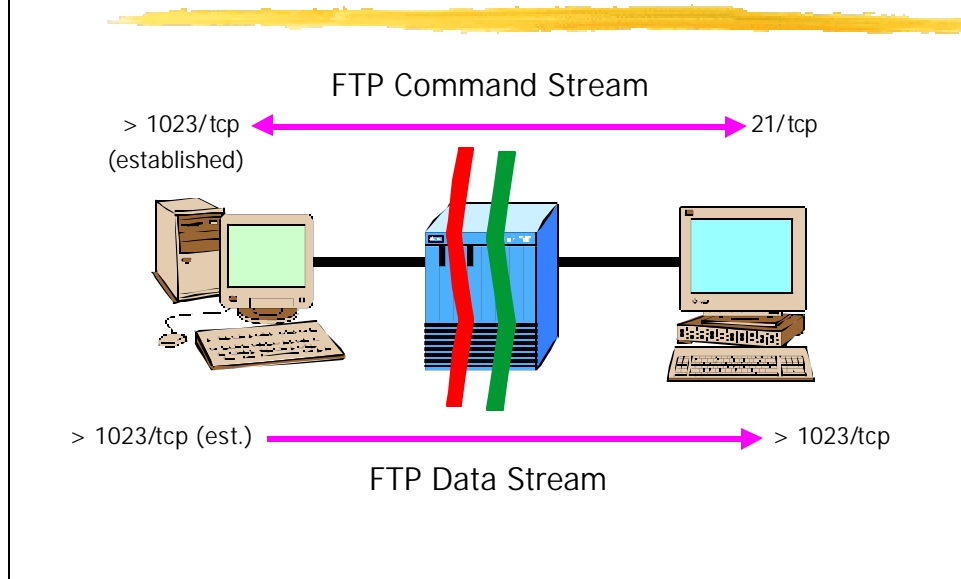 FTP Command Stream
> 1023/tcp
21/tcp
(established)
> 1023/tcp (est.)
> 1023/tcp
FTP Data Stream